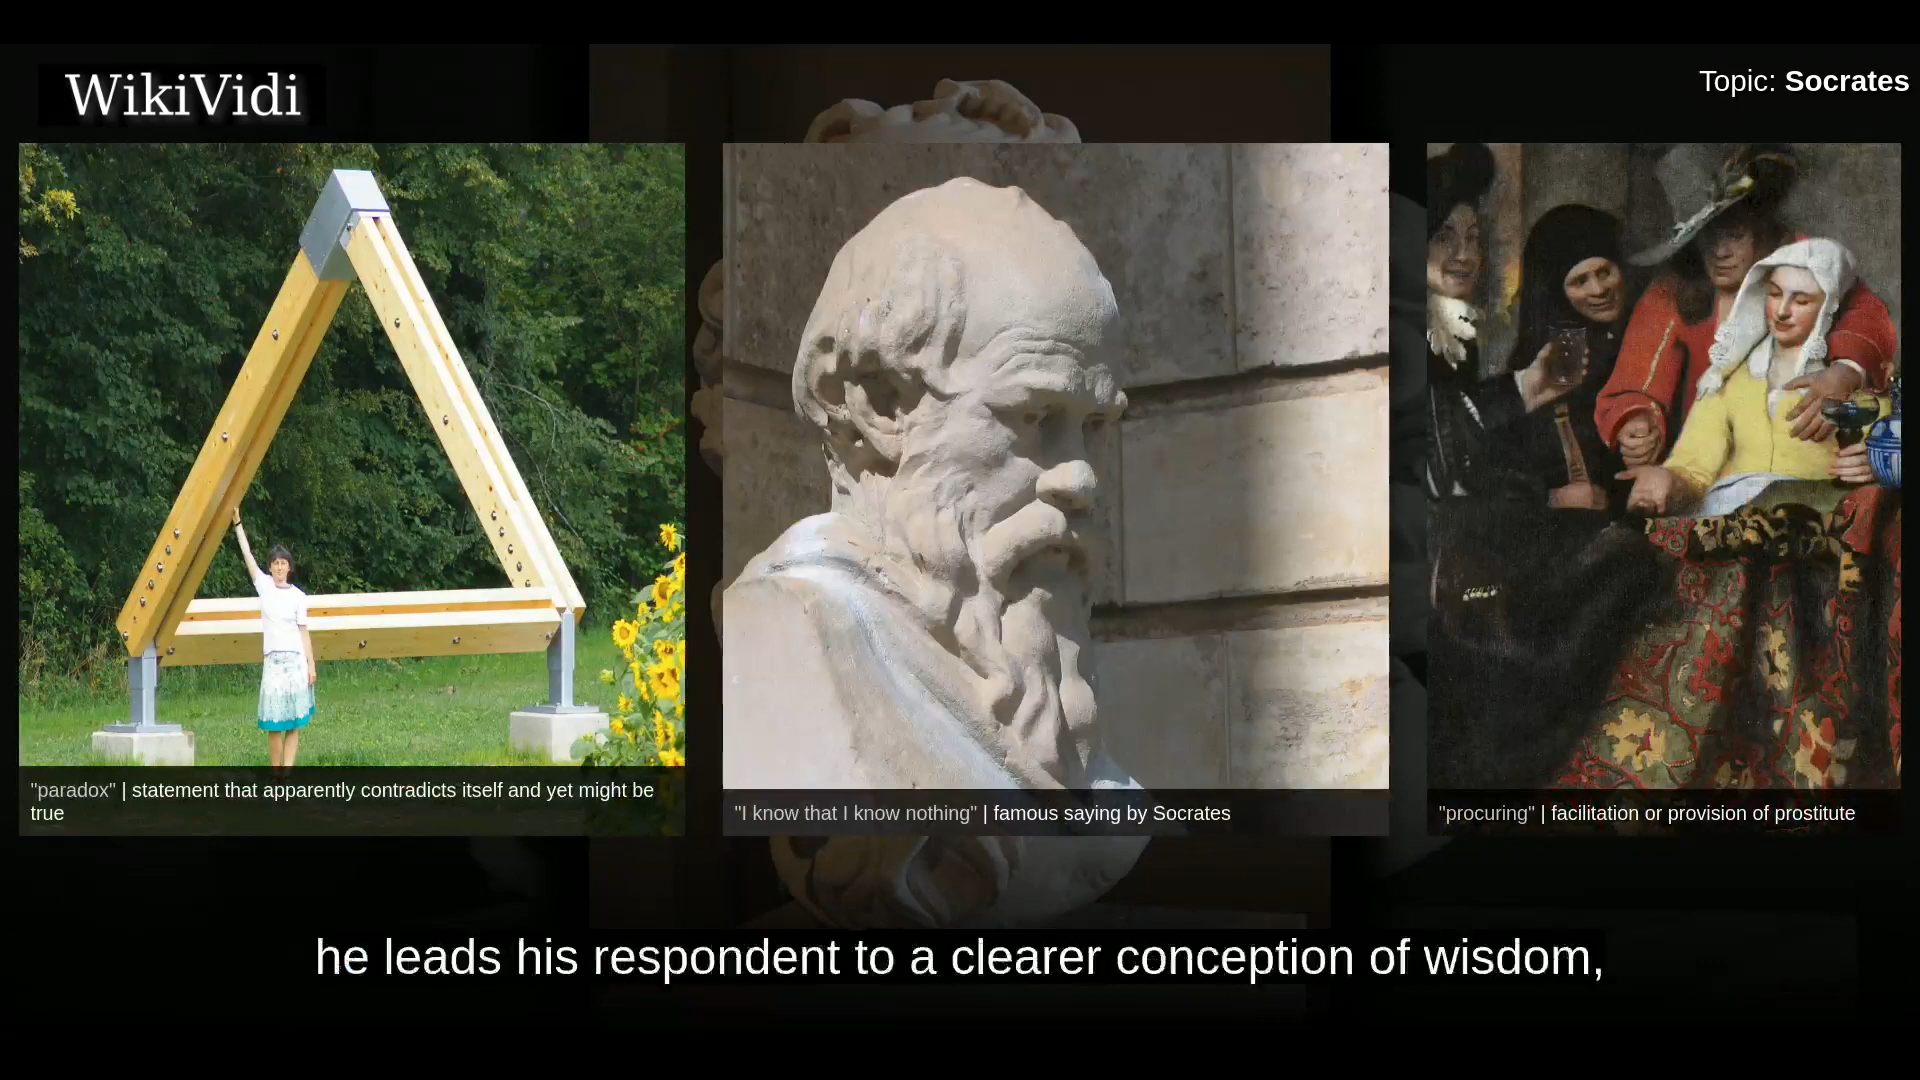 WikiVidi
Topic: Socrates
"paradox" | statement that apparently contradicts itself and yet might be
true
"I know that I know nothing" | famous saying by Socrates
"procuring" | facilitation or provision of prostitute
he leads his respondent to a clearer conception of wisdom,